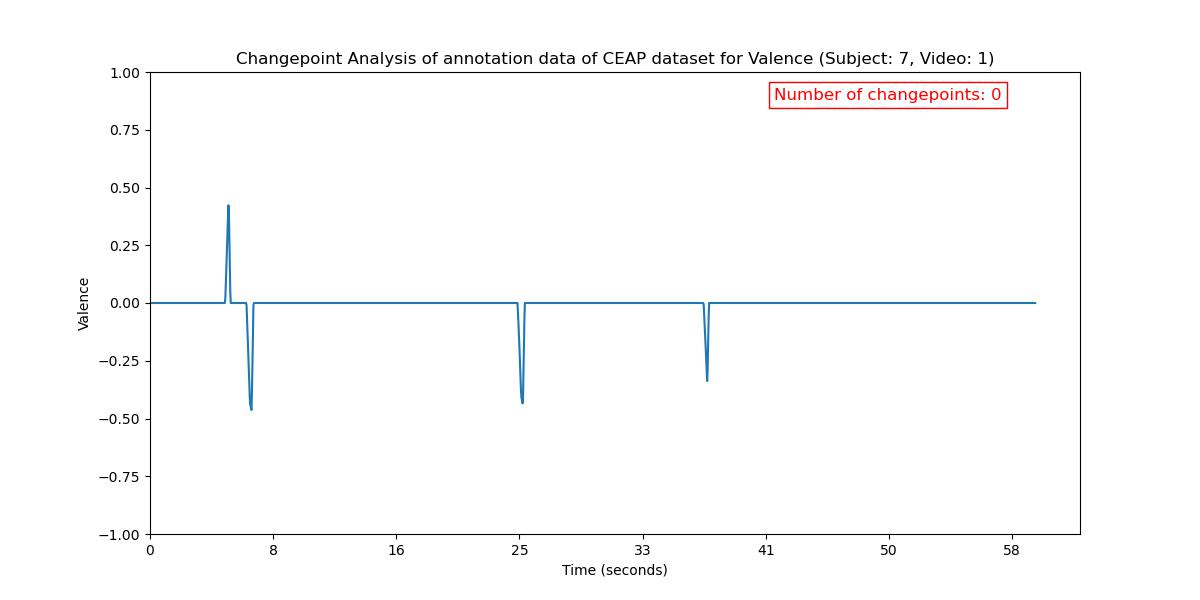 Changepoint Analysis of annotation data of CEAP dataset for Valence (Subject: 7, Video: 1)
Number of changepoints: 0
1.00
0.75
0.50
0.25
0.00
−0.25
−0.50
−0.75
−1.00
Valence
0 8 16 25 33 41 50 58
Time (seconds)